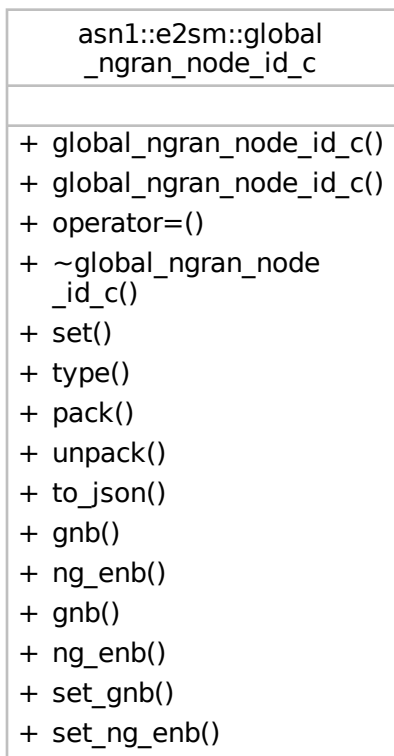 asn1::e2sm::global
_ngran_node_id_c
+ global_ngran_node_id_c()
+ global_ngran_node_id_c()
+ operator=()
+ ~global_ngran_node
_id_c()
+ set()
+ type()
+ pack()
+ unpack()
+ to_json()
+ gnb()
+ ng_enb()
+ gnb()
+ ng_enb()
+ set_gnb()
+ set_ng_enb()